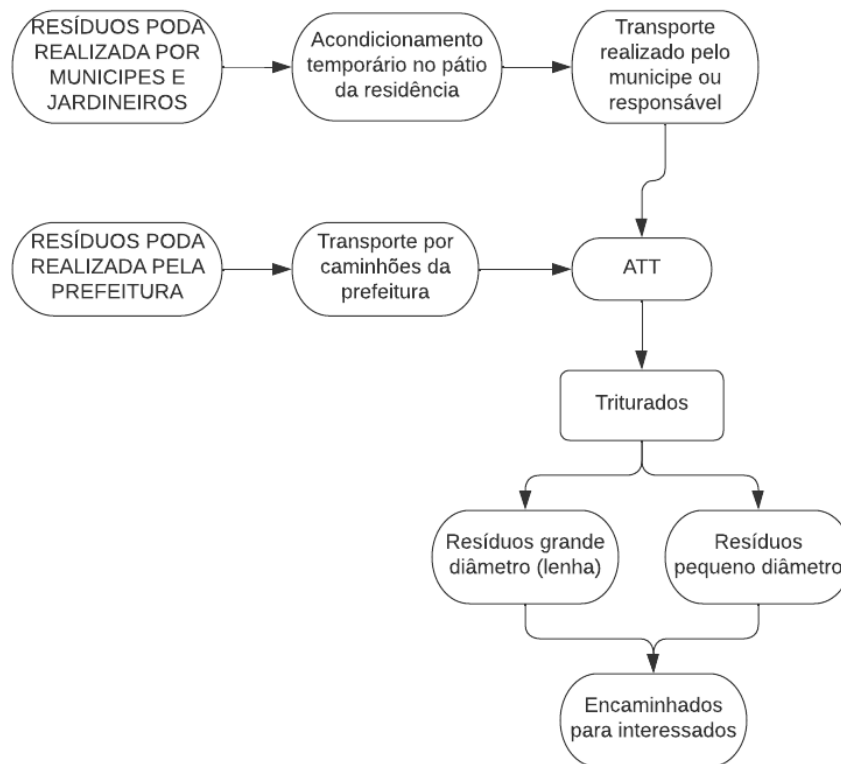 RESÍDUOS PODA
REALIZADA POR
MUNICIPES E
JARDINEIROS
Acondicionamento
temporário no pátio
da residência
Transporte
realizado pelo
municipe ou
responsável
RESÍDUOS PODA
REALIZADA PELA
PREFEITURA
Transporte por
caminhões da
prefeitura
ATT
Triturados
Resíduos grande
diâmetro (lenha)
Resíduos
pequeno diâmetro
Encaminhados
para interessados